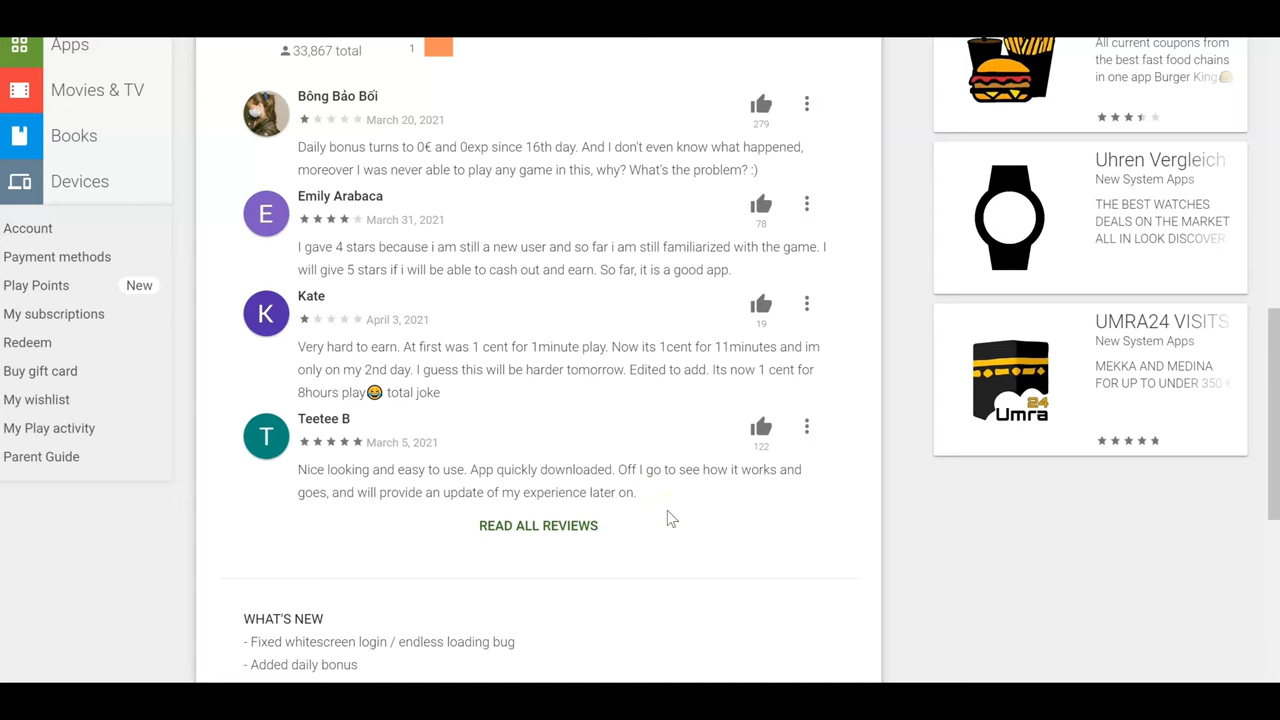 Apps
Movies & TV
Books
Devices
Account
Payment methods
Play Points New
My subscriptions
Redeem
Buy gift card
My wishlist
My Play activity
Parent Guide
33,867 total
1
Bông Bảo Bối
March 20, 2021
279
Daily bonus turns to 0€ and 0exp since 16th day. And I don't even know what happened,
moreover I was never able to play any game in this, why? What's the problem? :)
E
Emily Arabaca
March 31, 2021
78
I gave 4 stars because i am still a new user and so far i am still familiarized with the game. I
will give 5 stars if i will be able to cash out and earn. So far, it is a good app.
K
Kate
April 3, 2021
19
Very hard to earn. At first was 1 cent for 1minute play. Now its 1cent for 11minutes and im
only on my 2nd day. I guess this will be harder tomorrow. Edited to add. Its now 1 cent for
8hours play😂 total joke
T
Teetee B
March 5, 2021
122
Nice looking and easy to use. App quickly downloaded. Off I go to see how it works and
goes, and will provide an update of my experience later on.
READ ALL REVIEWS
WHAT'S NEW
- Fixed whitescreen login / endless loading bug
- Added daily bonus
All current coupons from
the best fast food chains
in one app Burger King
Uhren Vergleich
New System Apps
THE BEST WATCHES
DEALS ON THE MARKET
ALL IN LOOK DISCOVER
UMRA24 VISITS
New System Apps
MEKKA AND MEDINA
FOR UP TO UNDER 350 €
24
Umra